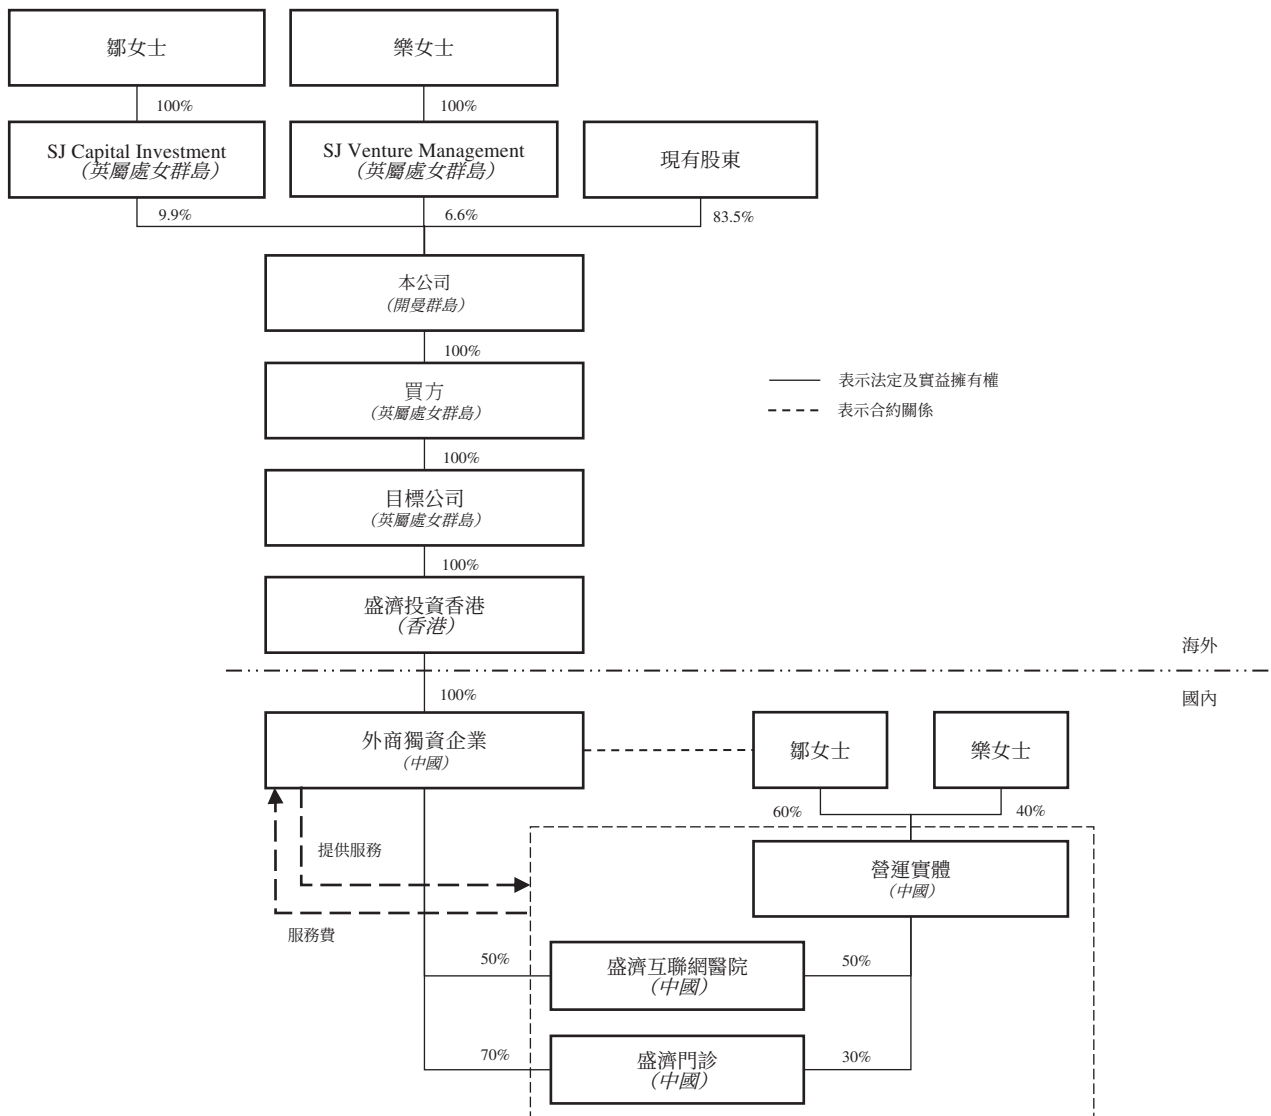 鄒女士
樂女士
100%
100%
SJ Capital Investment
（英屬處女群島）
SJ Venture Management
（英屬處女群島）
現有股東
9.9%
6.6%
83.5%
本公司
（開曼群島）
100%
買方
（英屬處女群島）
表示法定及實益擁有權
表示合約關係
100%
目標公司
（英屬處女群島）
100%
盛濟投資香港
（香港）
海外
100%
國內
外商獨資企業
（中國）
鄒女士
樂女士
60%
40%
提供服務
營運實體
（中國）
服務費
50%
盛濟互聯網醫院
（中國）
50%
70%
盛濟門診
（中國）
30%